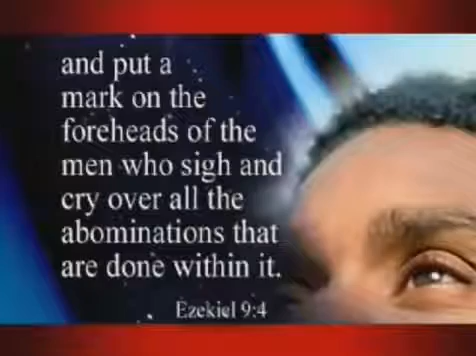 and put a
mark on the
foreheads of the
men who sigh and
cry over all the
abominations that
are done within it.
Ezekiel 9:4